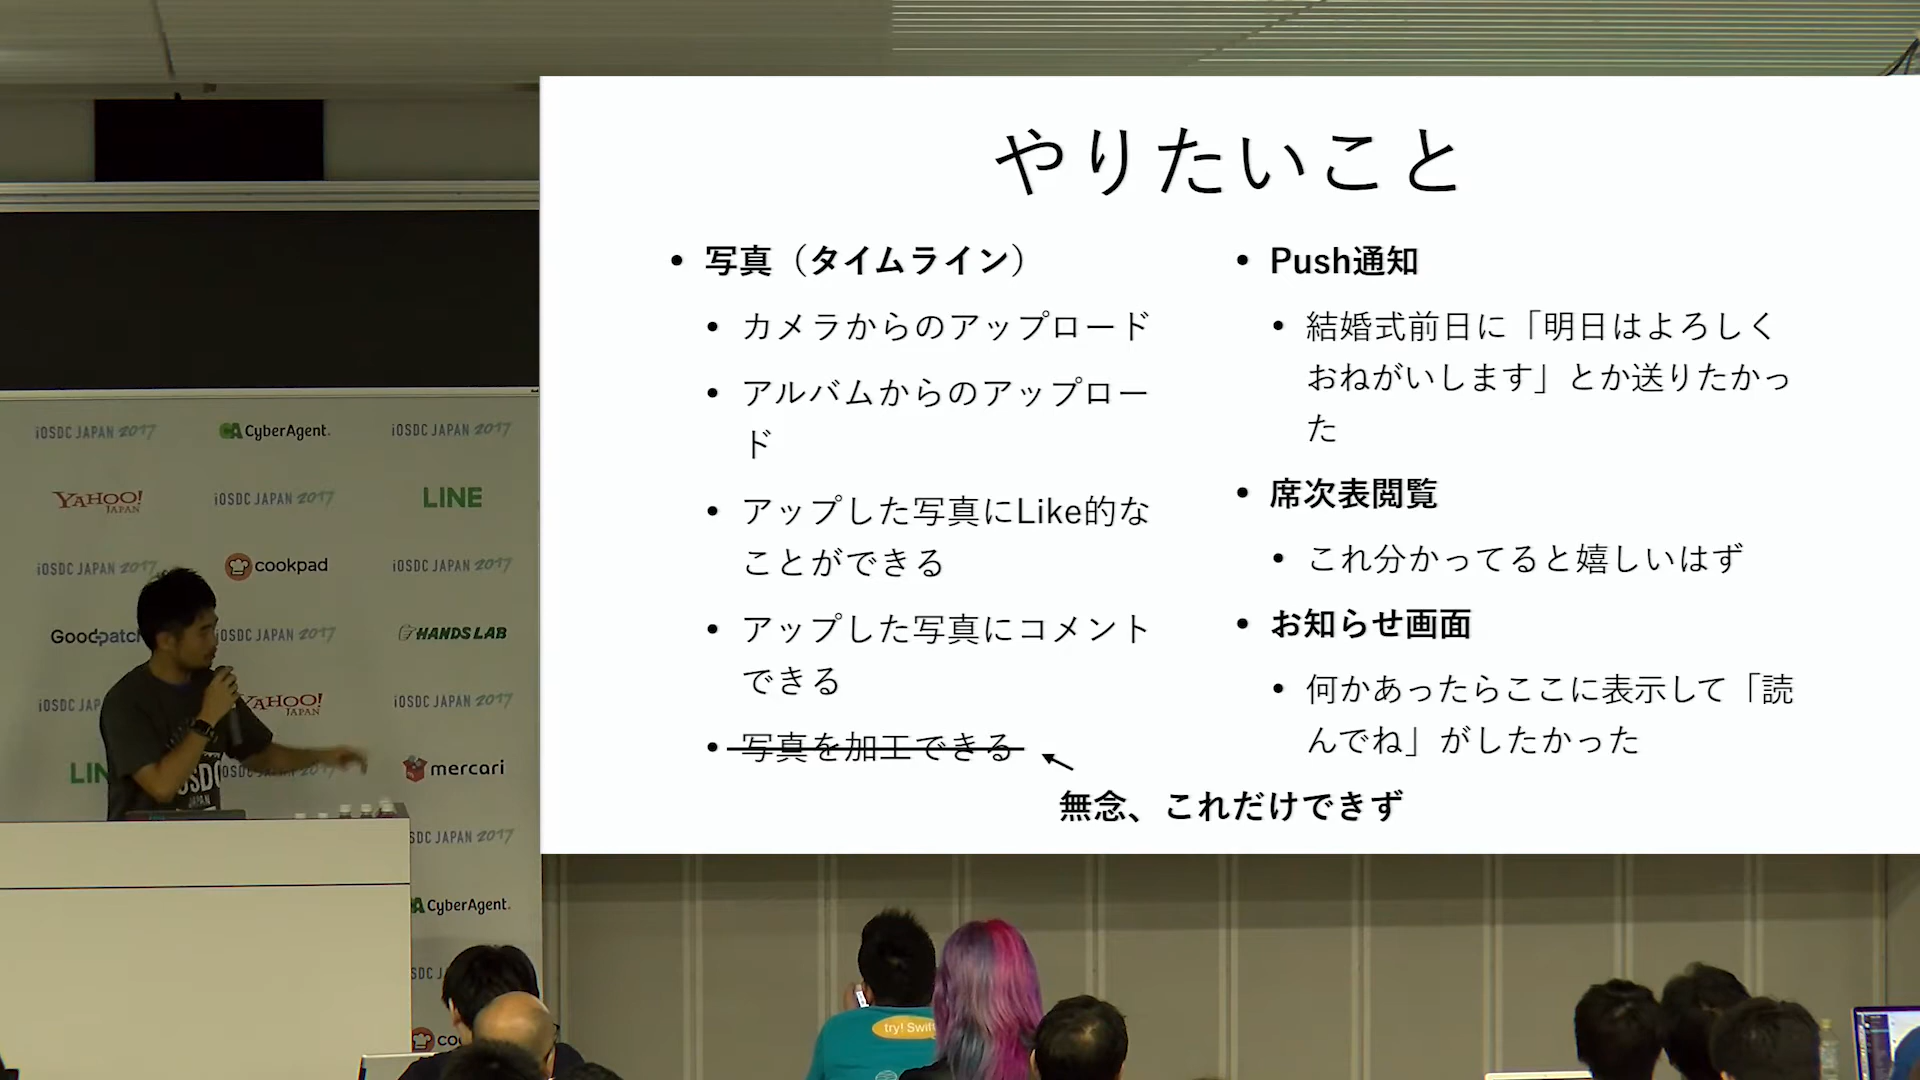 やりたいこと
• 写真（タイムライン）
• カメラからのアップロード
• アルバムからのアップロー
ド
• アップした写真にLike的な
ことができる
• アップした写真にコメント
できる
• 写真を加工できる
無念、これだけできず
• Push通知
• 結婚式前日に「明日はよろしく
おねがいします」とか送りたかっ
た
• 席次表閲覧
• これ分かってると嬉しいはず
• お知らせ画面
• 何かあったらここに表示して「読
んでね」がしたかった
iOSDC JAPAN 2017
CyberAgent.
iOSDC JAPAN 2017
YAHOO!
JAPAN
iOSDC JAPAN 2017
LINE
iOSDC JAPAN 2017
cookpad
iOSDC JAPAN 2017
Goodpatch
iOSDC JAPAN 2017
HANDS LAB
YAHOO!
JAPAN
iOSDC JAPAN 2017
mercari
CyberAgent.
try! Swift